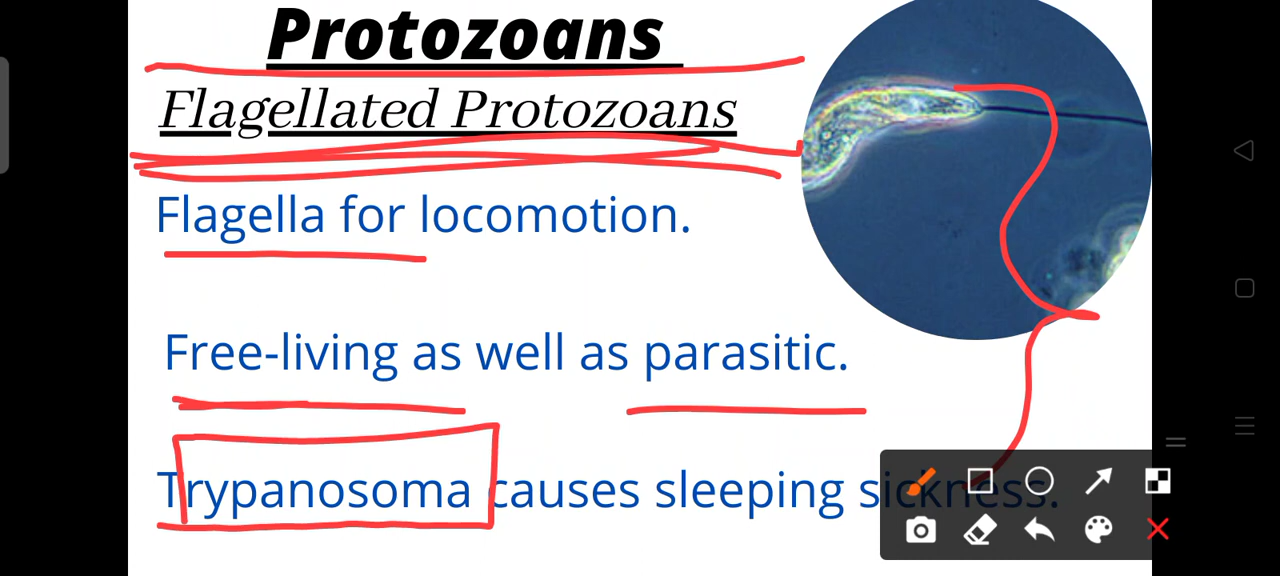 Protozoans
Flagellated Protozoans
Flagella for locomotion.
Free-living as well as parasitic.
Trypanosoma causes sleeping sickness.